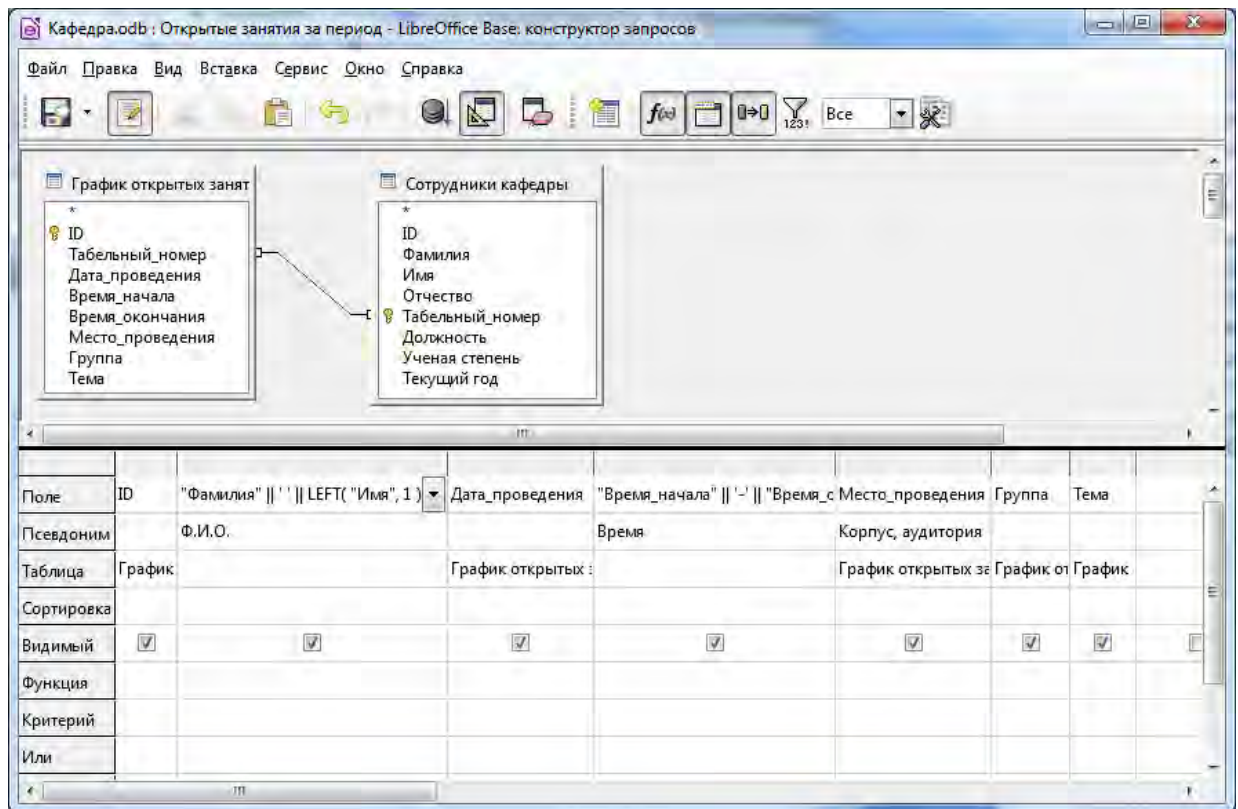 Кафедра.odb : Открытые занятия за период - LibreOffice Base: конструктор запросов
Файл Правка Вид Вставка Сервис Окно Справка
f(x) 123! Все
График открытых занят
*
ID
Табельный_номер
Дата_проведения
Время_начала
Время_окончания
Место_проведения
Группа
Тема
Сотрудники кафедры
*
ID
Фамилия
Имя
Отчество
Табельный_номер
Должность
Ученая степень
Текущий год
Поле ID "Фамилия" || ' ' || LEFT( "Имя", 1 ) Дата_проведения "Время_начала" || '-' || "Время_о Место_проведения Группа Тема
Псевдоним Ф.И.О. Время Корпус, аудитория
Таблица График График открытых з График открытых за График от График
Сортировка
Видимый
Функция
Критерий
Или